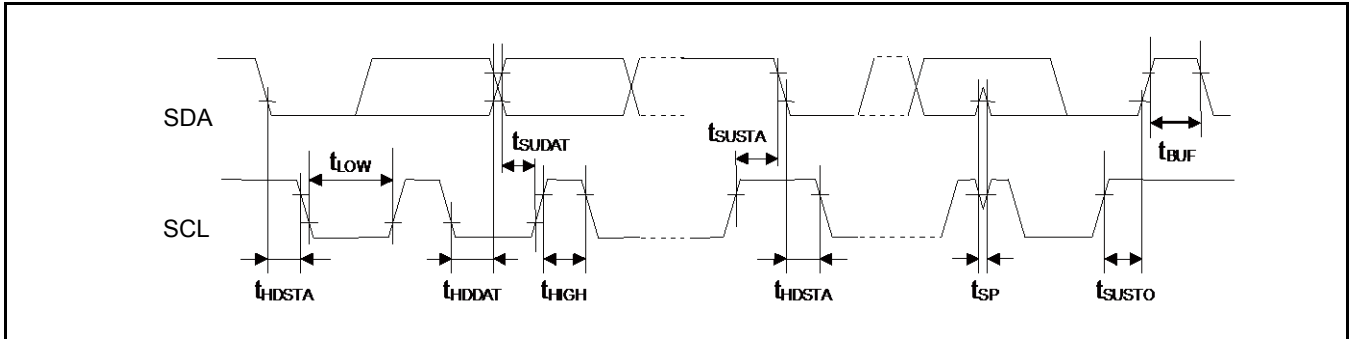 SDA
tSUDAT
tSUSTA
tBUF
tLOW
SCL
tHDSTA
tHDDAT
tHIGH
tHDSTA
tSP
tSUSTO